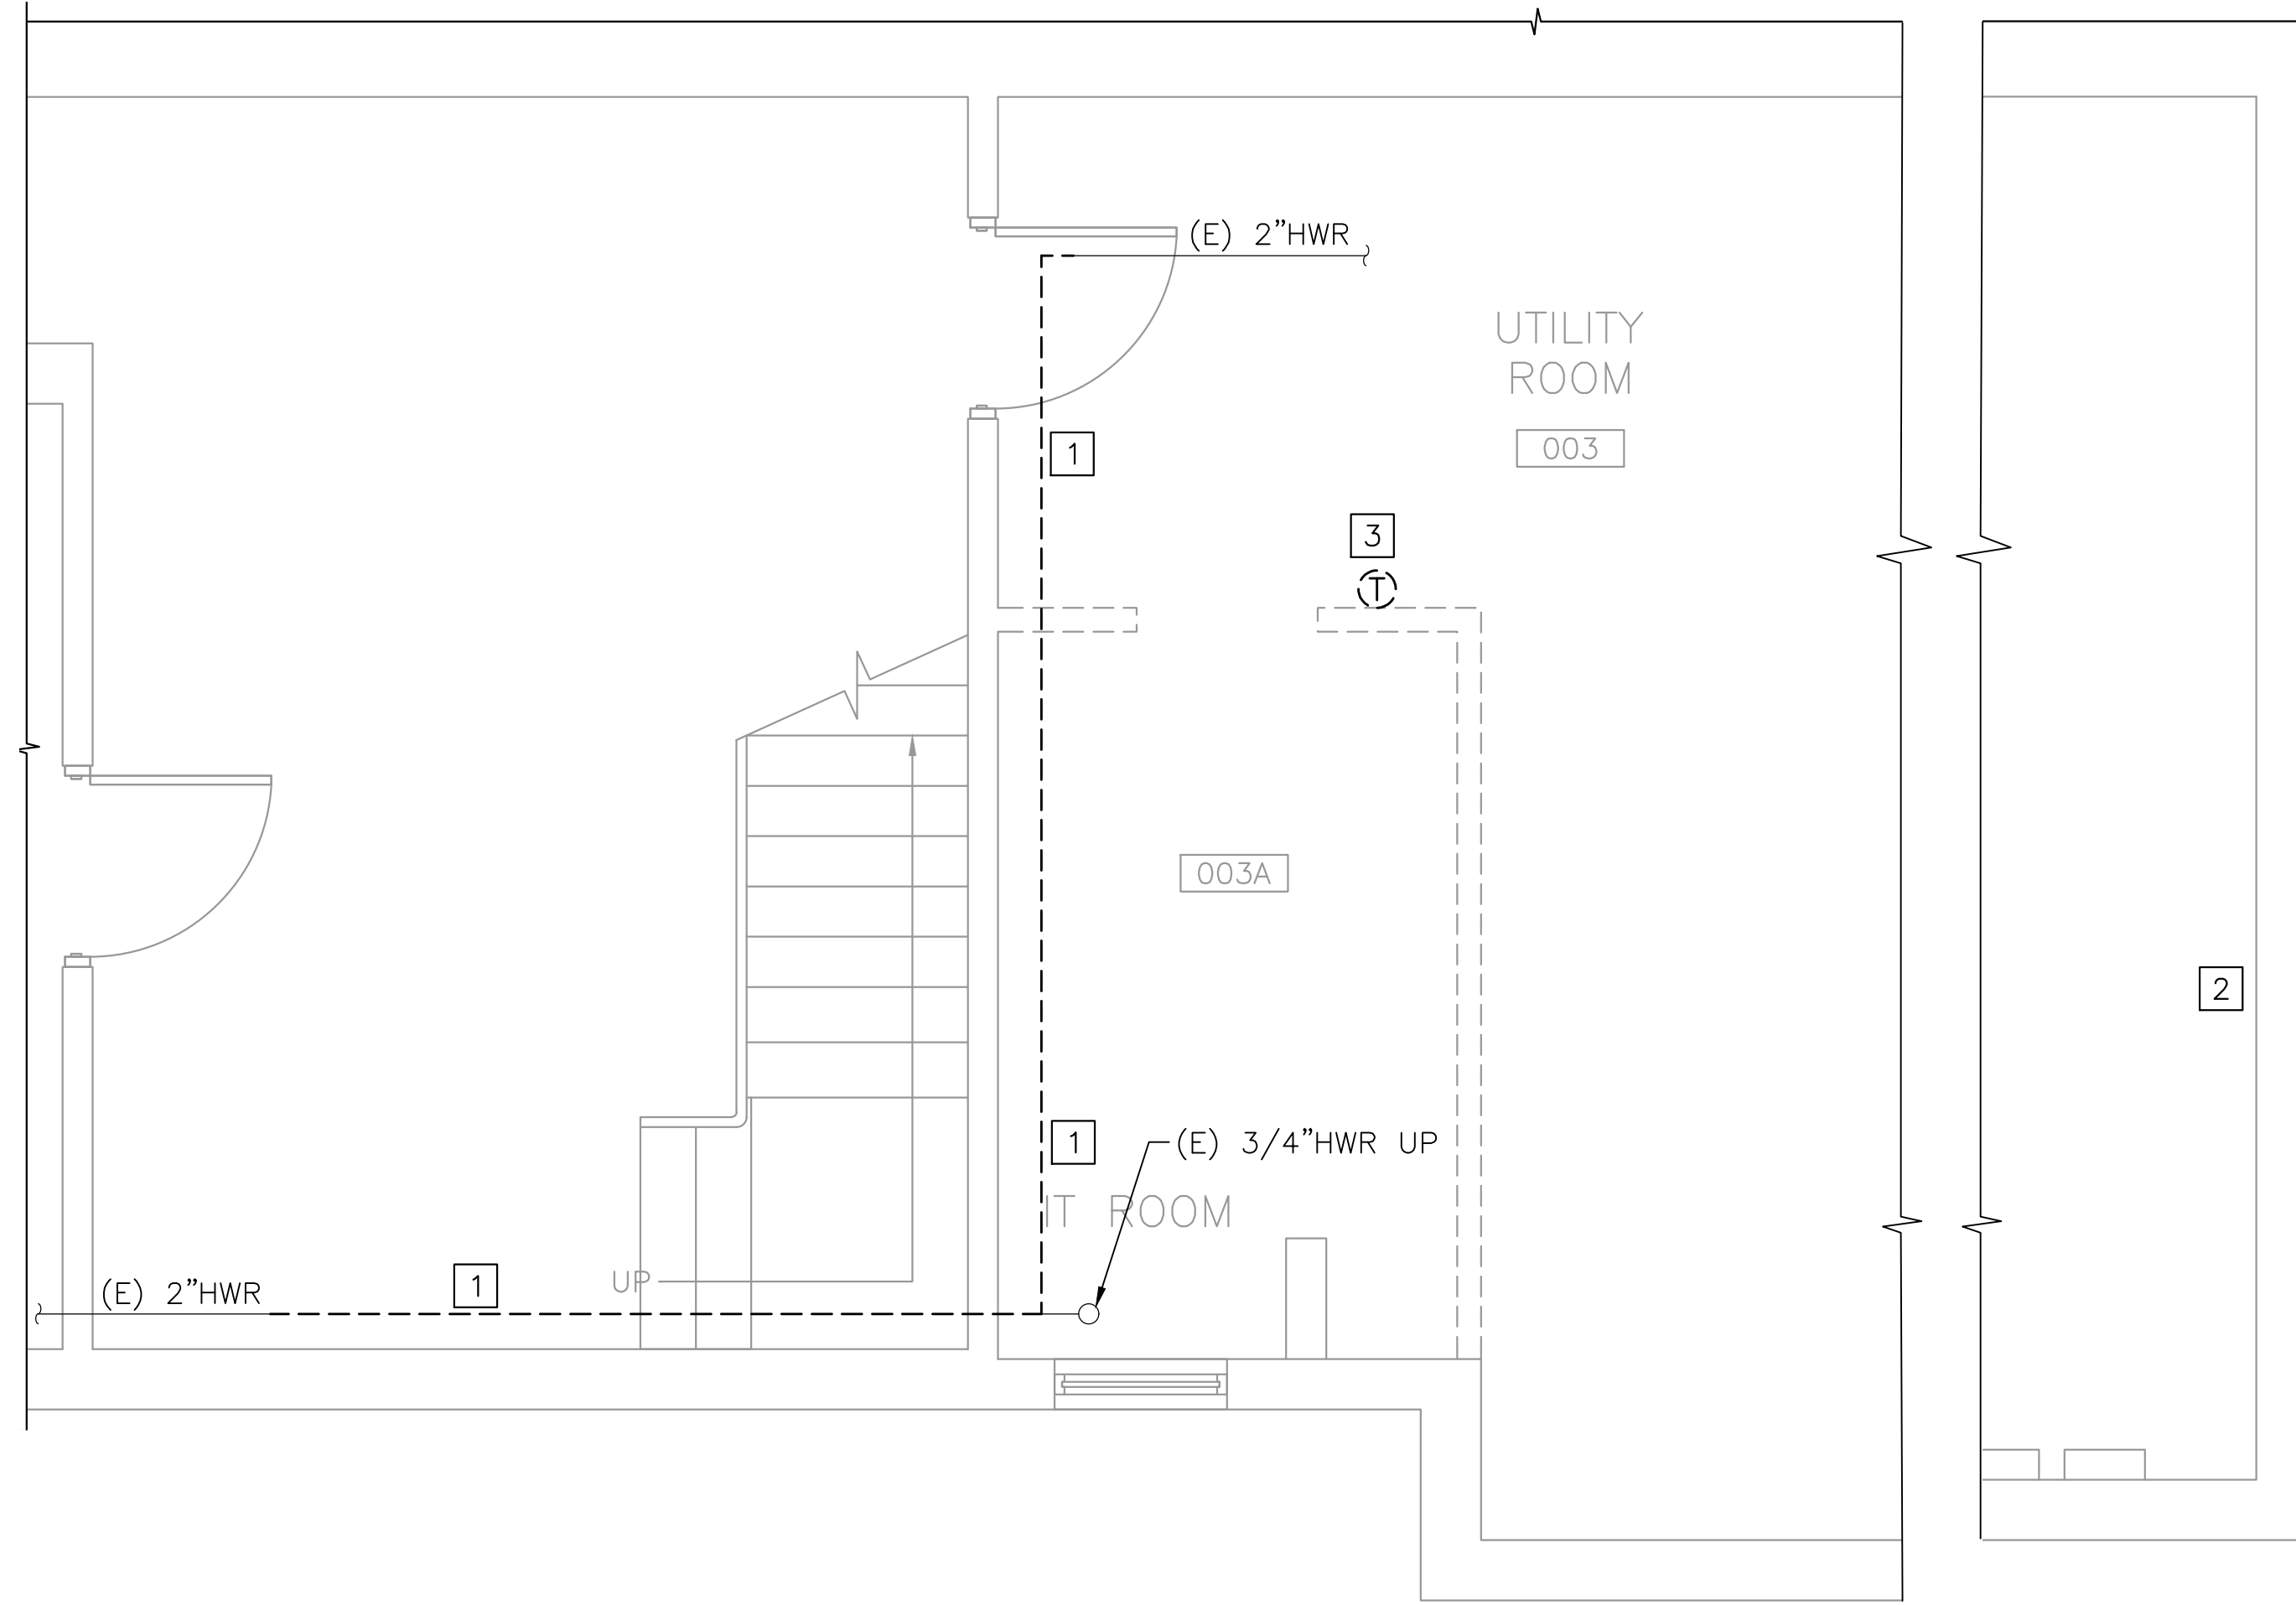 (E) 2"HWR
UTILITY
ROOM
003
1
3
T
003A
2
1
(E) 3/4"HWR UP
IT ROOM
(E) 2"HWR
1
UP